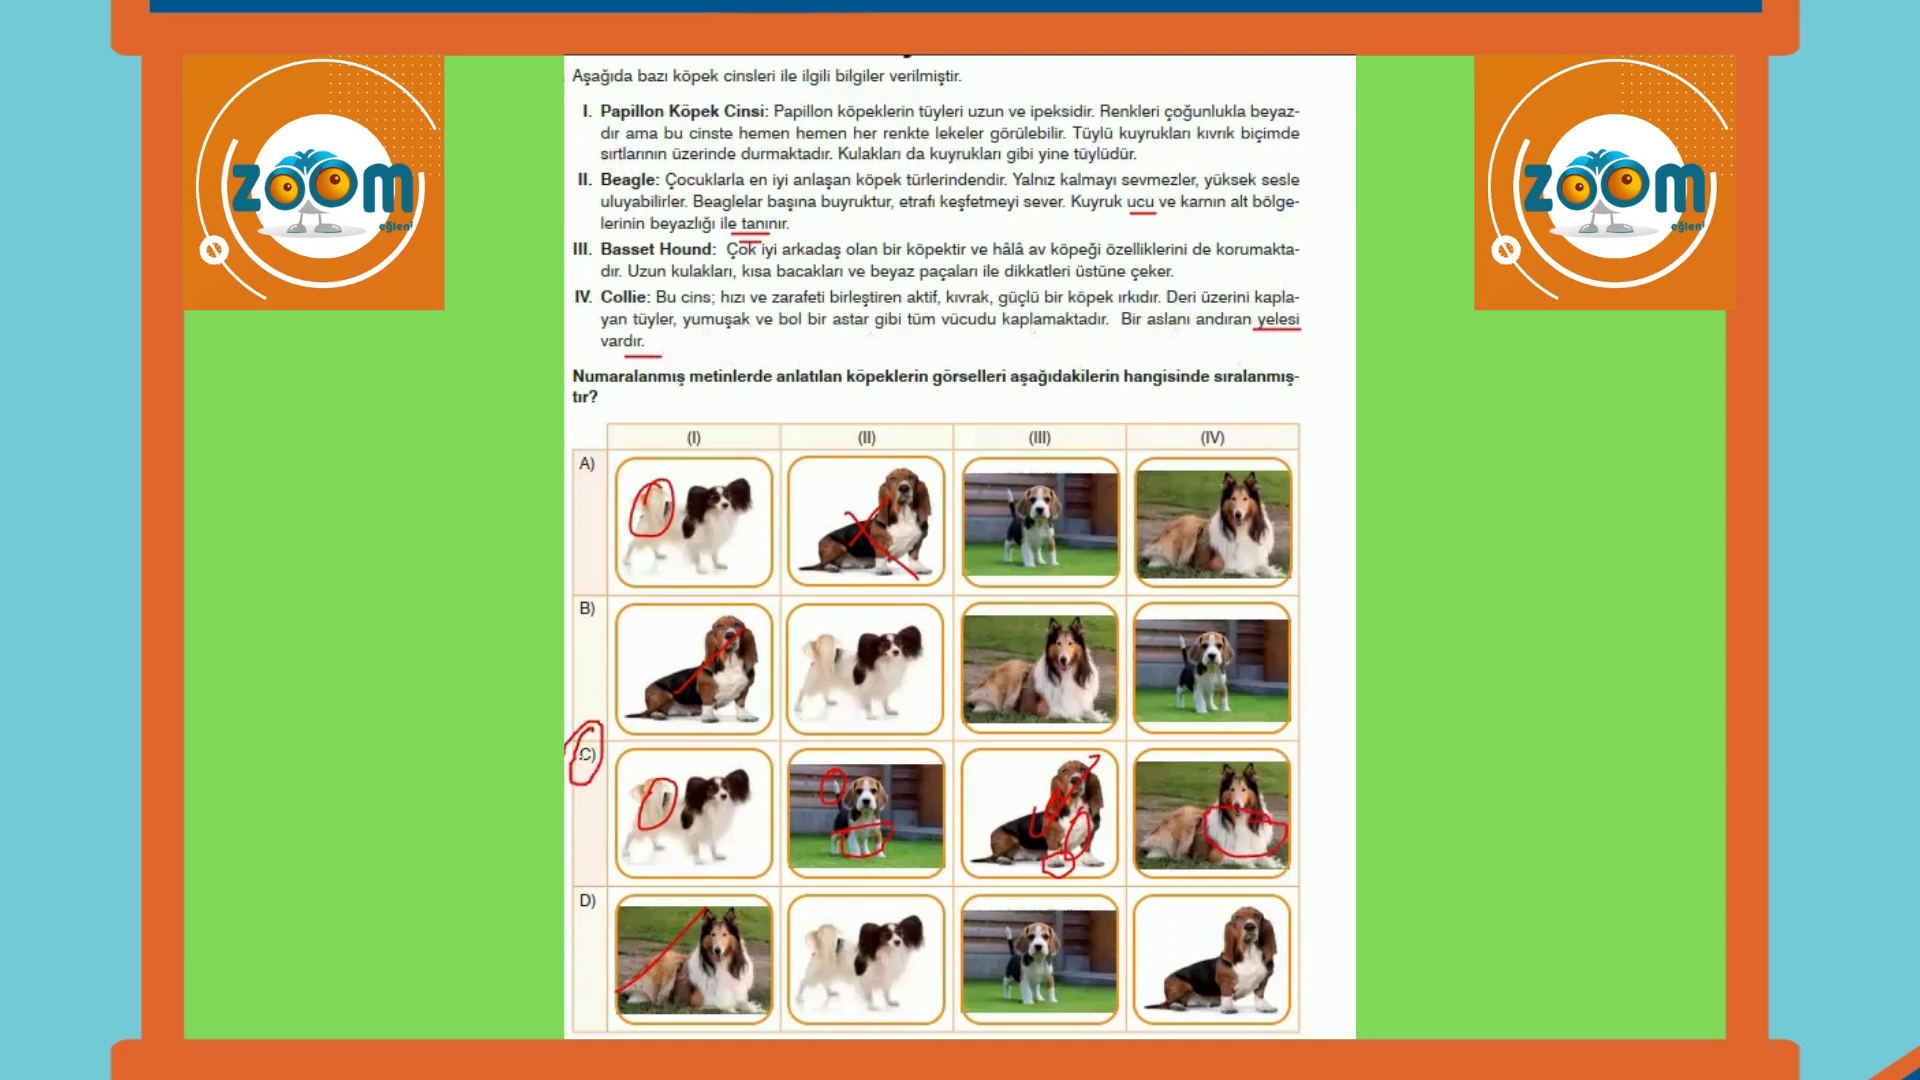 zoom
eğleni
zoom
eğleni
Aşağıda bazı köpek cinsleri ile ilgili bilgiler verilmiştir.
I. Papillon Köpek Cinsi: Papillon köpeklerin tüyleri uzun ve ipeksidir. Renkleri çoğunlukla beyaz-
dır ama bu cinste hemen hemen her renkte lekeler görülebilir. Tüylü kuyrukları kıvrık biçimde
sırtlarının üzerinde durmaktadır. Kulakları da kuyrukları gibi yine tüylüdür.
II. Beagle: Çocuklarla en iyi anlaşan köpek türlerindendir. Yalnız kalmayı sevmezler, yüksek sesle
uluyabilirler. Beaglelar başına buyruktur, etrafı keşfetmeyi sever. Kuyruk ucu ve karnın alt bölge-
lerinin beyazlığı ile tanınır.
III. Basset Hound: Çok iyi arkadaş olan bir köpektir ve hâlâ av köpeği özelliklerini de korumakta-
dır. Uzun kulakları, kısa bacakları ve beyaz paçaları ile dikkatleri üstüne çeker.
IV. Collie: Bu cins; hızı ve zarafeti birleştiren aktif, kıvrak, güçlü bir köpek ırkıdır. Deri üzerini kapla-
yan tüyler, yumuşak ve bol bir astar gibi tüm vücudu kaplamaktadır. Bir aslanı andıran yelesi
vardır.
Numaralanmış metinlerde anlatılan köpeklerin görselleri aşağıdakilerin hangisinde sıralanmış-
tır?
(I) (II) (III) (IV)
A)
B)
C)
D)